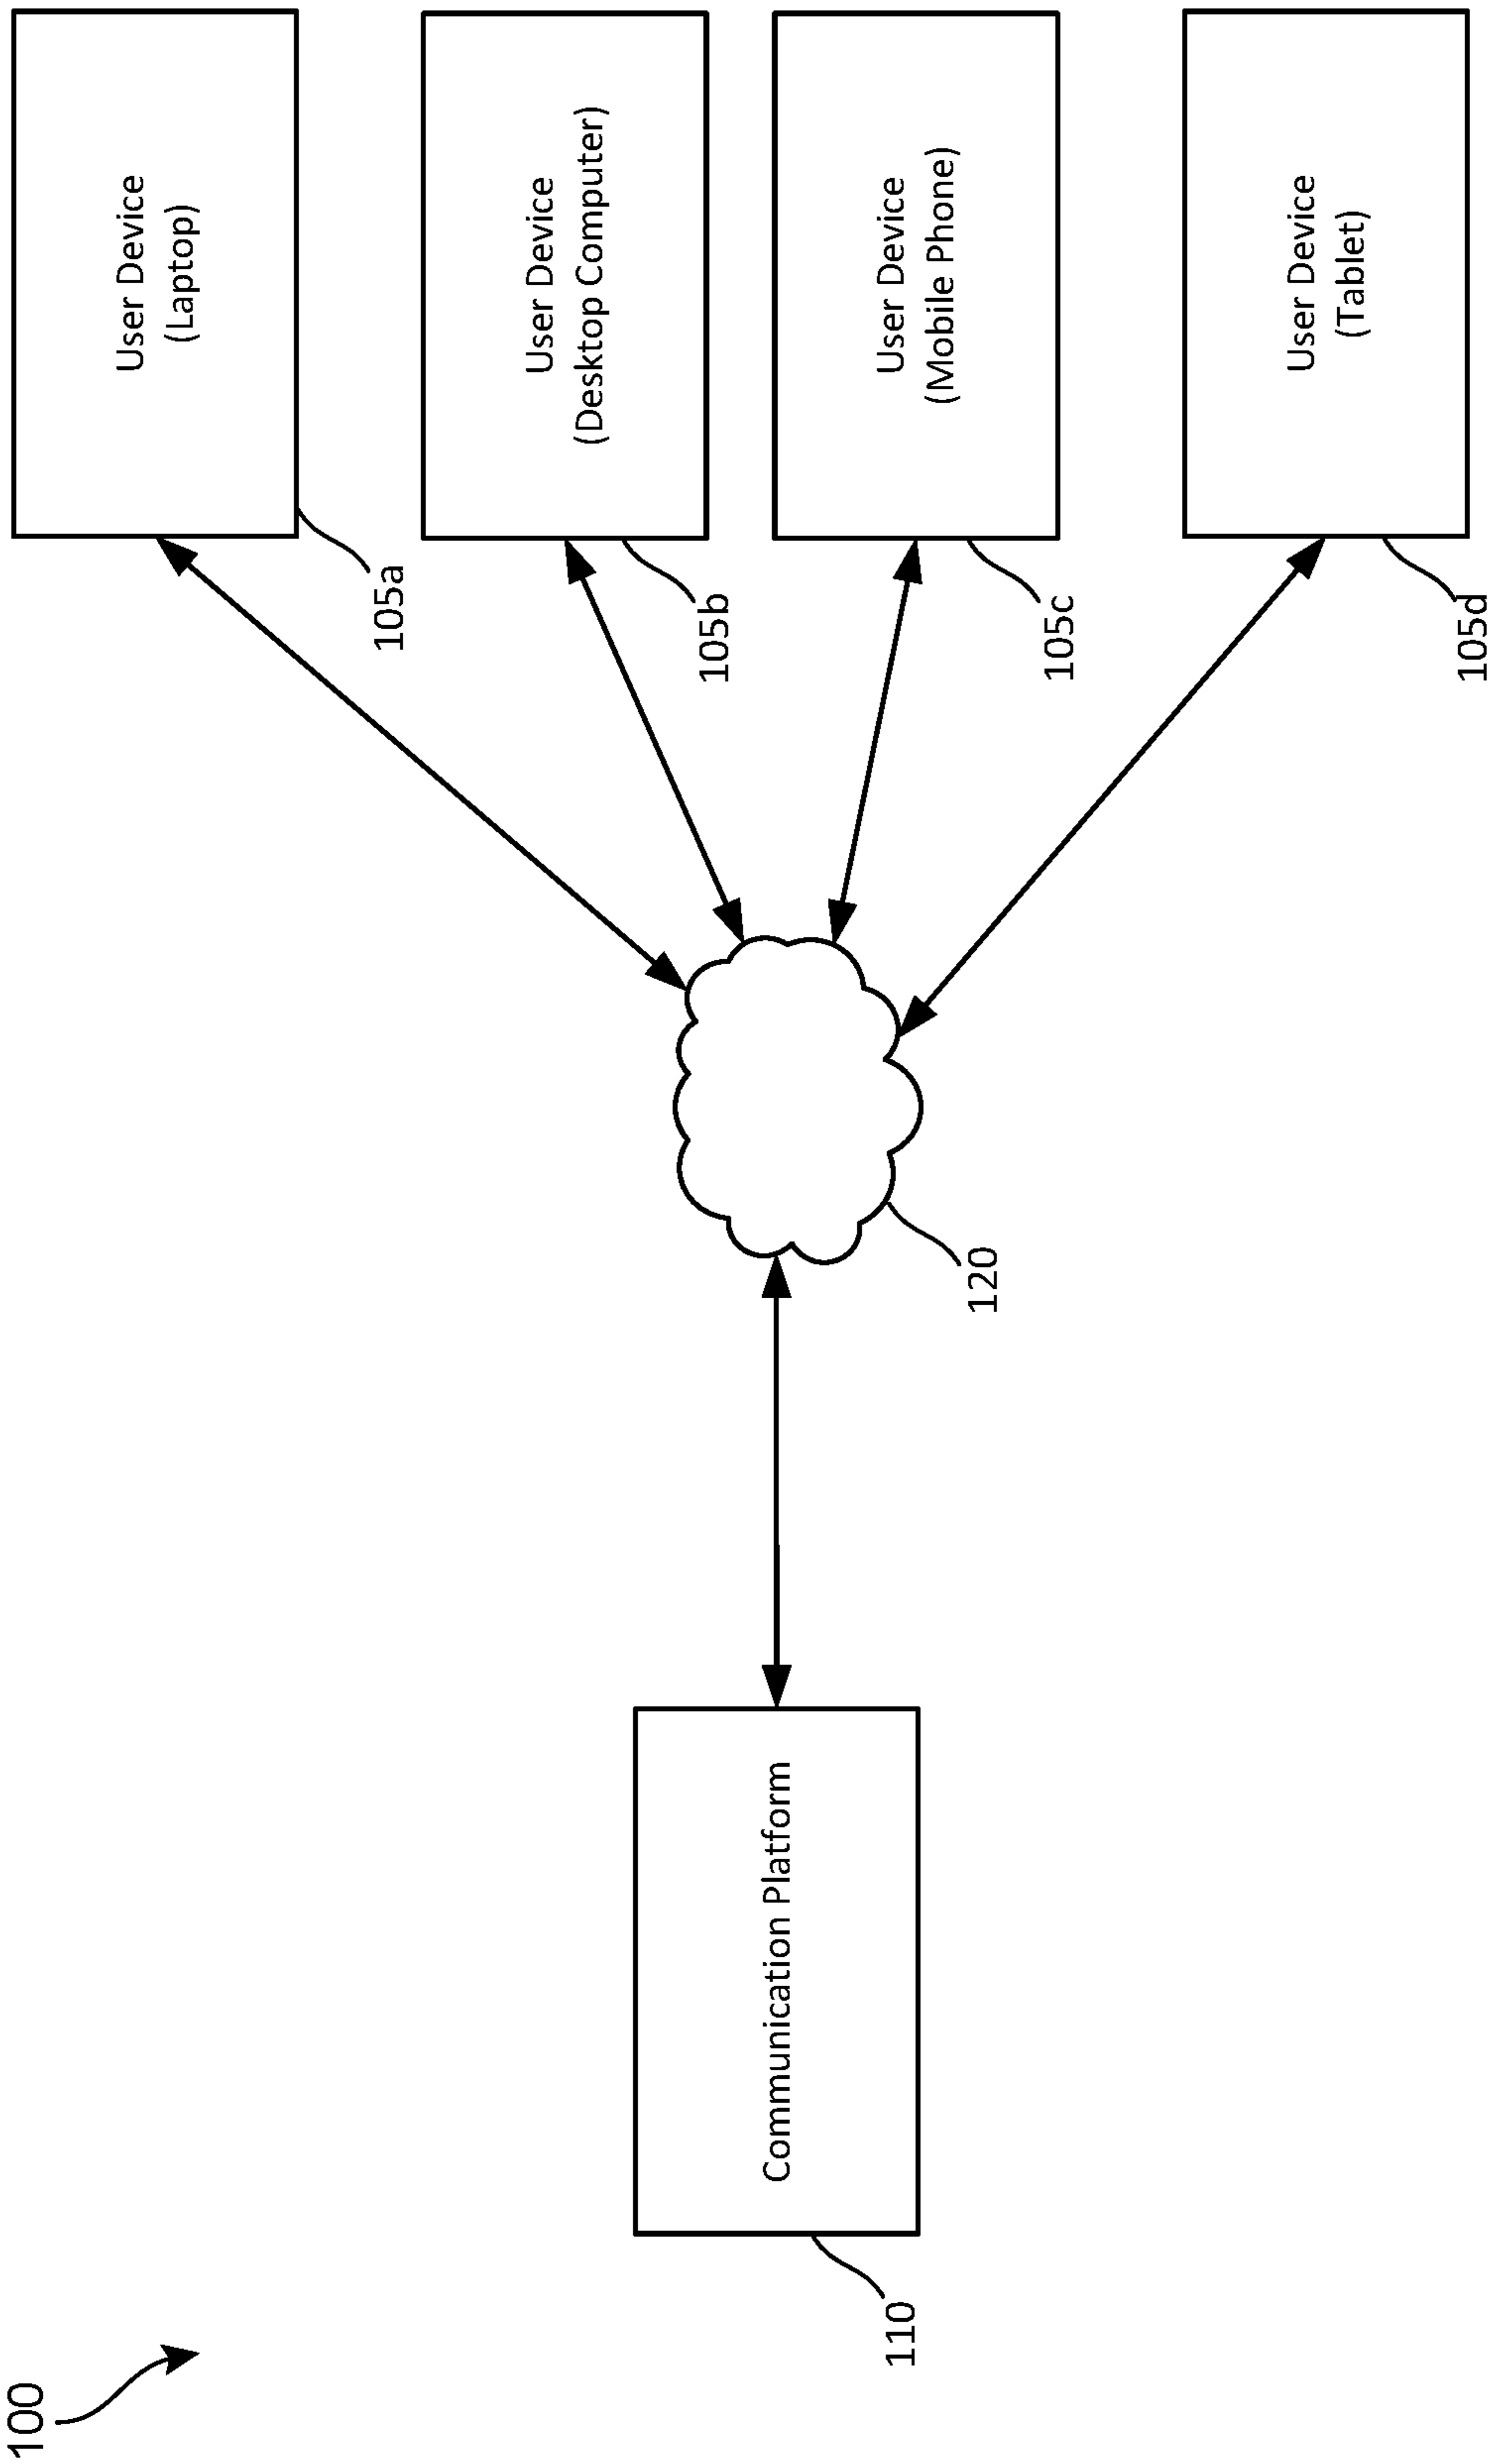 100
User Device
(Laptop)
105a
User Device
(Desktop Computer)
105b
Communication Platform
110
120
User Device
(Mobile Phone)
105c
User Device
(Tablet)
105d